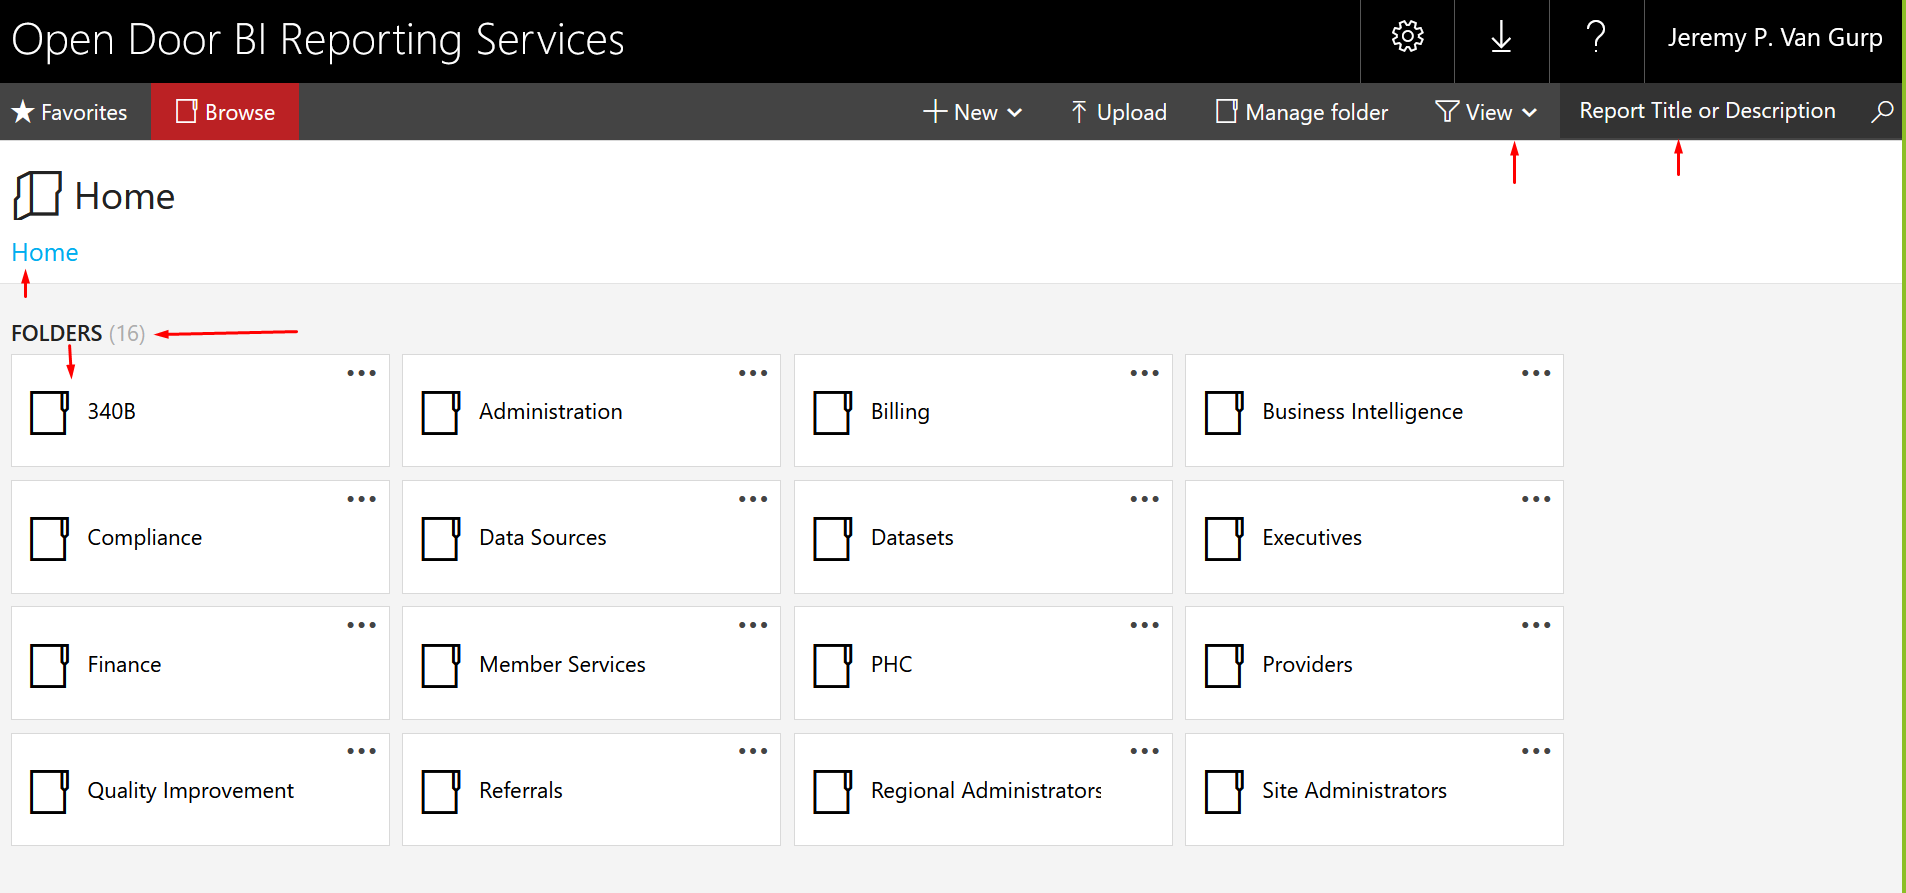 Open Door BI Reporting Services
? Jeremy P. Van Gurp
Favorites Browse New Upload Manage folder View Report Title or Description
Home
Home
FOLDERS (16)
340B Administration Billing Business Intelligence
Compliance Data Sources Datasets Executives
Finance Member Services PHC Providers
Quality Improvement Referrals Regional Administrators Site Administrators